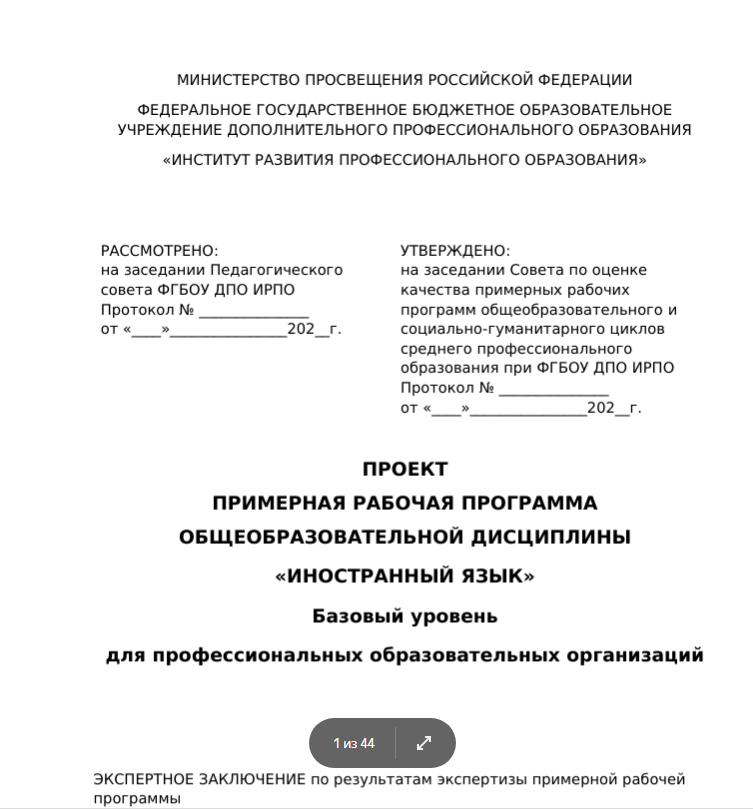 МИНИСТЕРСТВО ПРОСВЕЩЕНИЯ РОССИЙСКОЙ ФЕДЕРАЦИИ
ФЕДЕРАЛЬНОЕ ГОСУДАРСТВЕННОЕ БЮДЖЕТНОЕ ОБРАЗОВАТЕЛЬНОЕ
УЧРЕЖДЕНИЕ ДОПОЛНИТЕЛЬНОГО ПРОФЕССИОНАЛЬНОГО ОБРАЗОВАНИЯ
«ИНСТИТУТ РАЗВИТИЯ ПРОФЕССИОНАЛЬНОГО ОБРАЗОВАНИЯ»
РАССМОТРЕНО:
на заседании Педагогического
совета ФГБОУ ДПО ИРПО
Протокол № _______________
от «____»________________202__г.
УТВЕРЖДЕНО:
на заседании Совета по оценке
качества примерных рабочих
программ общеобразовательного и
социально-гуманитарного циклов
среднего профессионального
образования при ФГБОУ ДПО ИРПО
Протокол № _______________
от «____»________________202__г.
ПРОЕКТ
ПРИМЕРНАЯ РАБОЧАЯ ПРОГРАММА
ОБЩЕОБРАЗОВАТЕЛЬНОЙ ДИСЦИПЛИНЫ
«ИНОСТРАННЫЙ ЯЗЫК»
Базовый уровень
для профессиональных образовательных организаций
1 из 44
ЭКСПЕРТНОЕ ЗАКЛЮЧЕНИЕ по результатам экспертизы примерной рабочей
программы